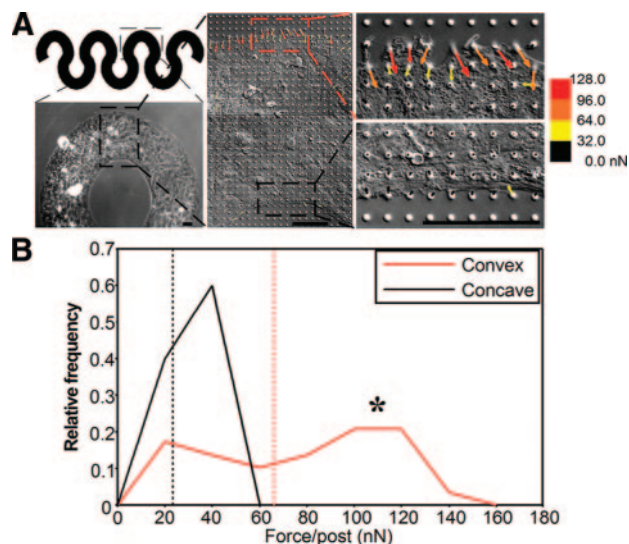 A
128.0
96.0
64.0
32.0
0.0 nN
B
Relative frequency
0.7
0.6
0.5
0.4
0.3
0.2
0.1
0
Convex
Concave
*
0 20 40 60 80 100 120 140 160 180
Force/post (nN)